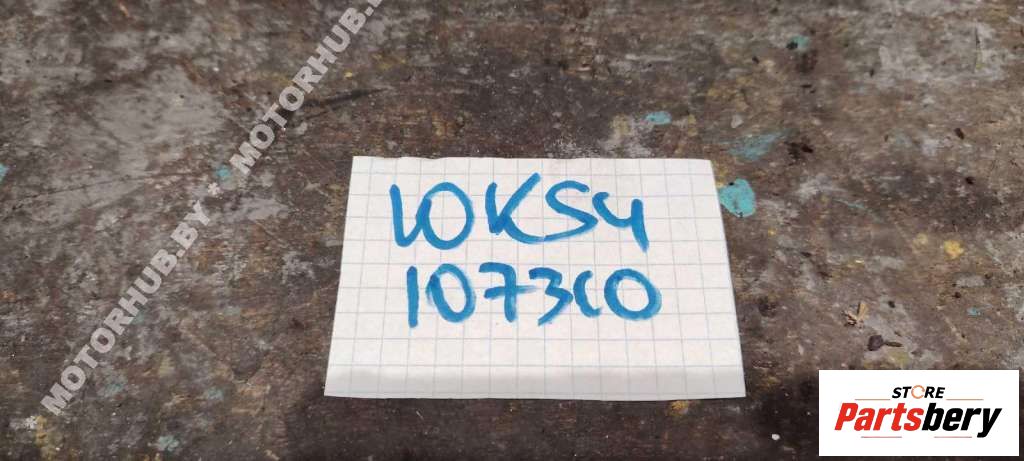 MOTORHUB.BY * MOTORHUB.BY
10KS4
1073C0
STORE
Partsbery